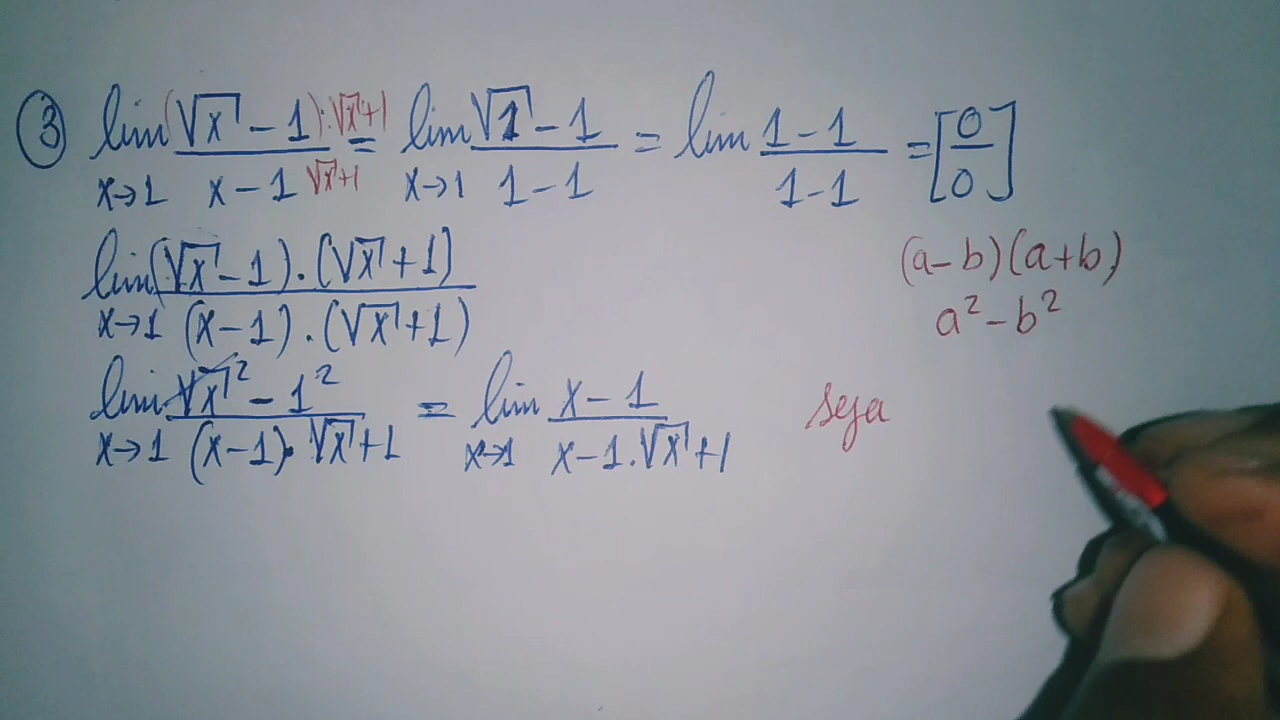 ③ lim x→1 (√x - 1)·√x+1 / x-1 √x+1 = lim x→1 √1 - 1 / 1-1 = lim 1-1 / 1-1 = [0/0]
lim x→1 (√x - 1).(√x+1) / (x-1).(√x+1)
(a-b)(a+b)
a²-b²
lim x→1 √x² - 1² / (x-1)·√x+1 = lim x→1 x-1 / x-1.√x+1
seja